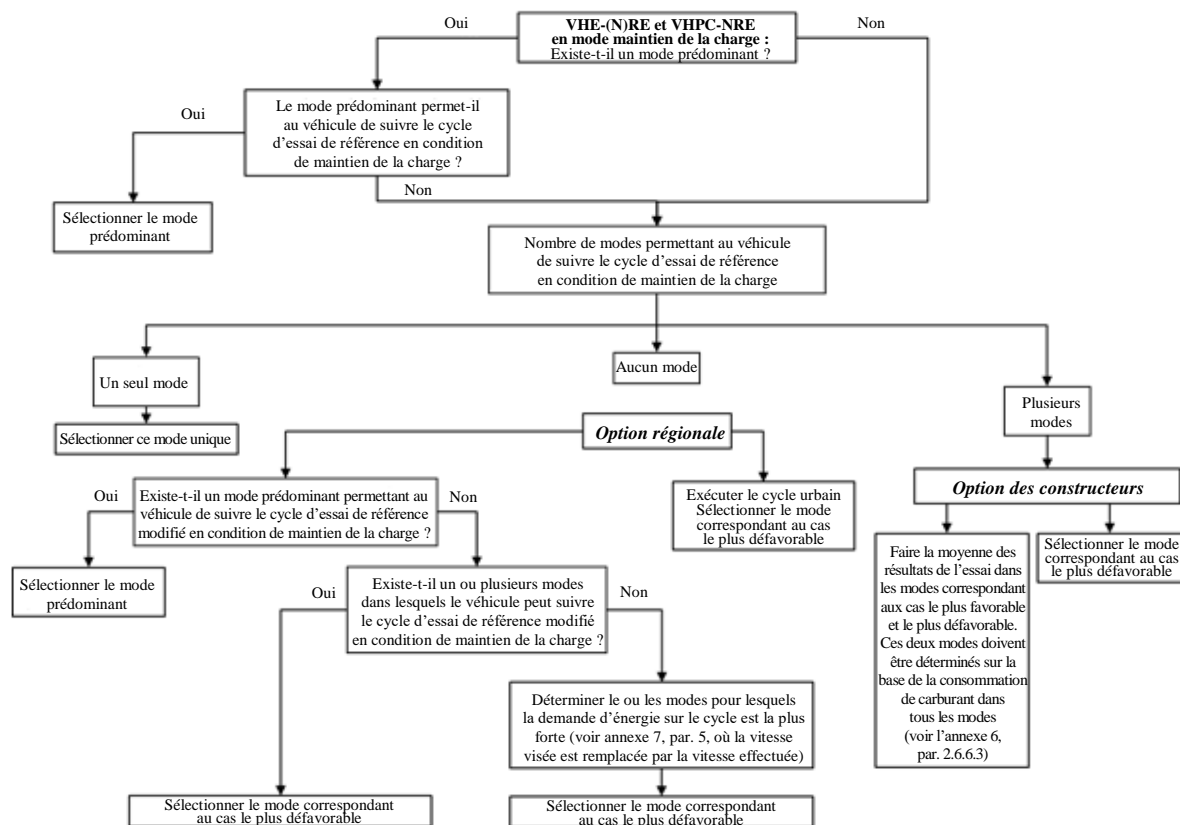 Oui
VHE-(N)RE et VHPC-NRE
en mode maintien de la charge :
Existe-t-il un mode prédominant ?
Non
Oui
Le mode prédominant permet-il
au véhicule de suivre le cycle
d'essai de référence en condition
de maintien de la charge ?
Non
Sélectionner le mode
prédominant
Nombre de modes permettant au véhicule
de suivre le cycle d'essai de référence
en condition de maintien de la charge
Un seul mode
Aucun mode
Plusieurs
modes
Sélectionner ce mode unique
Option régionale
Option des constructeurs
Oui
Existe-t-il un mode prédominant permettant au
véhicule de suivre le cycle d'essai de référence
modifié en condition de maintien de la charge ?
Non
Exécuter le cycle urbain
Sélectionner le mode
correspondant au cas
le plus défavorable
Faire la moyenne des
résultats de l'essai dans
les modes correspondant
aux cas le plus favorable
et le plus défavorable.
Ces deux modes doivent
être déterminés sur la
base de la consommation
de carburant dans
tous les modes
(voir l'annexe 6,
par. 2.6.6.3)
Sélectionner le mode
correspondant au cas
le plus défavorable
Sélectionner le mode
prédominant
Oui
Existe-t-il un ou plusieurs modes
dans lesquels le véhicule peut suivre
le cycle d'essai de référence modifié
en condition de maintien de la charge ?
Non
Déterminer le ou les modes pour lesquels
la demande d'énergie sur le cycle est la plus
forte (voir annexe 7, par. 5, où la vitesse
visée est remplacée par la vitesse effectuée)
Sélectionner le mode correspondant
au cas le plus défavorable
Sélectionner le mode correspondant
au cas le plus défavorable